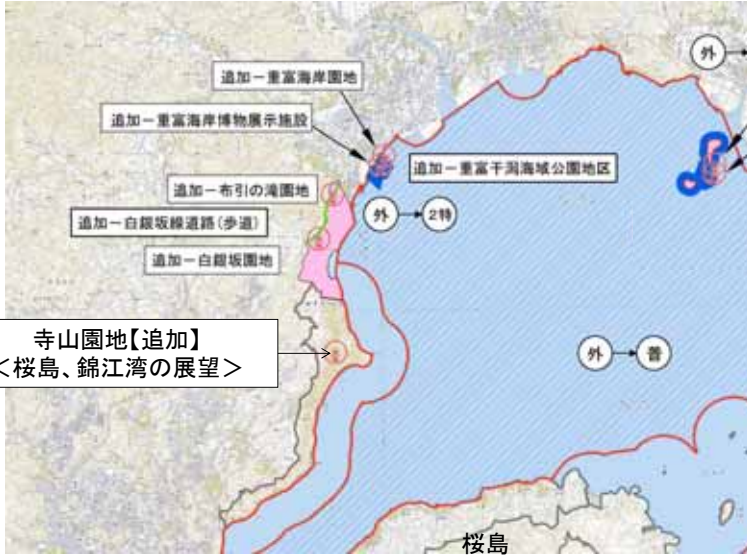 外
追加－重富海岸園地
追加－重富海岸博物展示施設
追加－重富干潟海域公園地区
追加－布引の滝園地
外
2特
追加－白銀坂線道路(歩道)
追加－白銀坂園地
寺山園地【追加】
＜桜島、錦江湾の展望＞
外
普
桜島